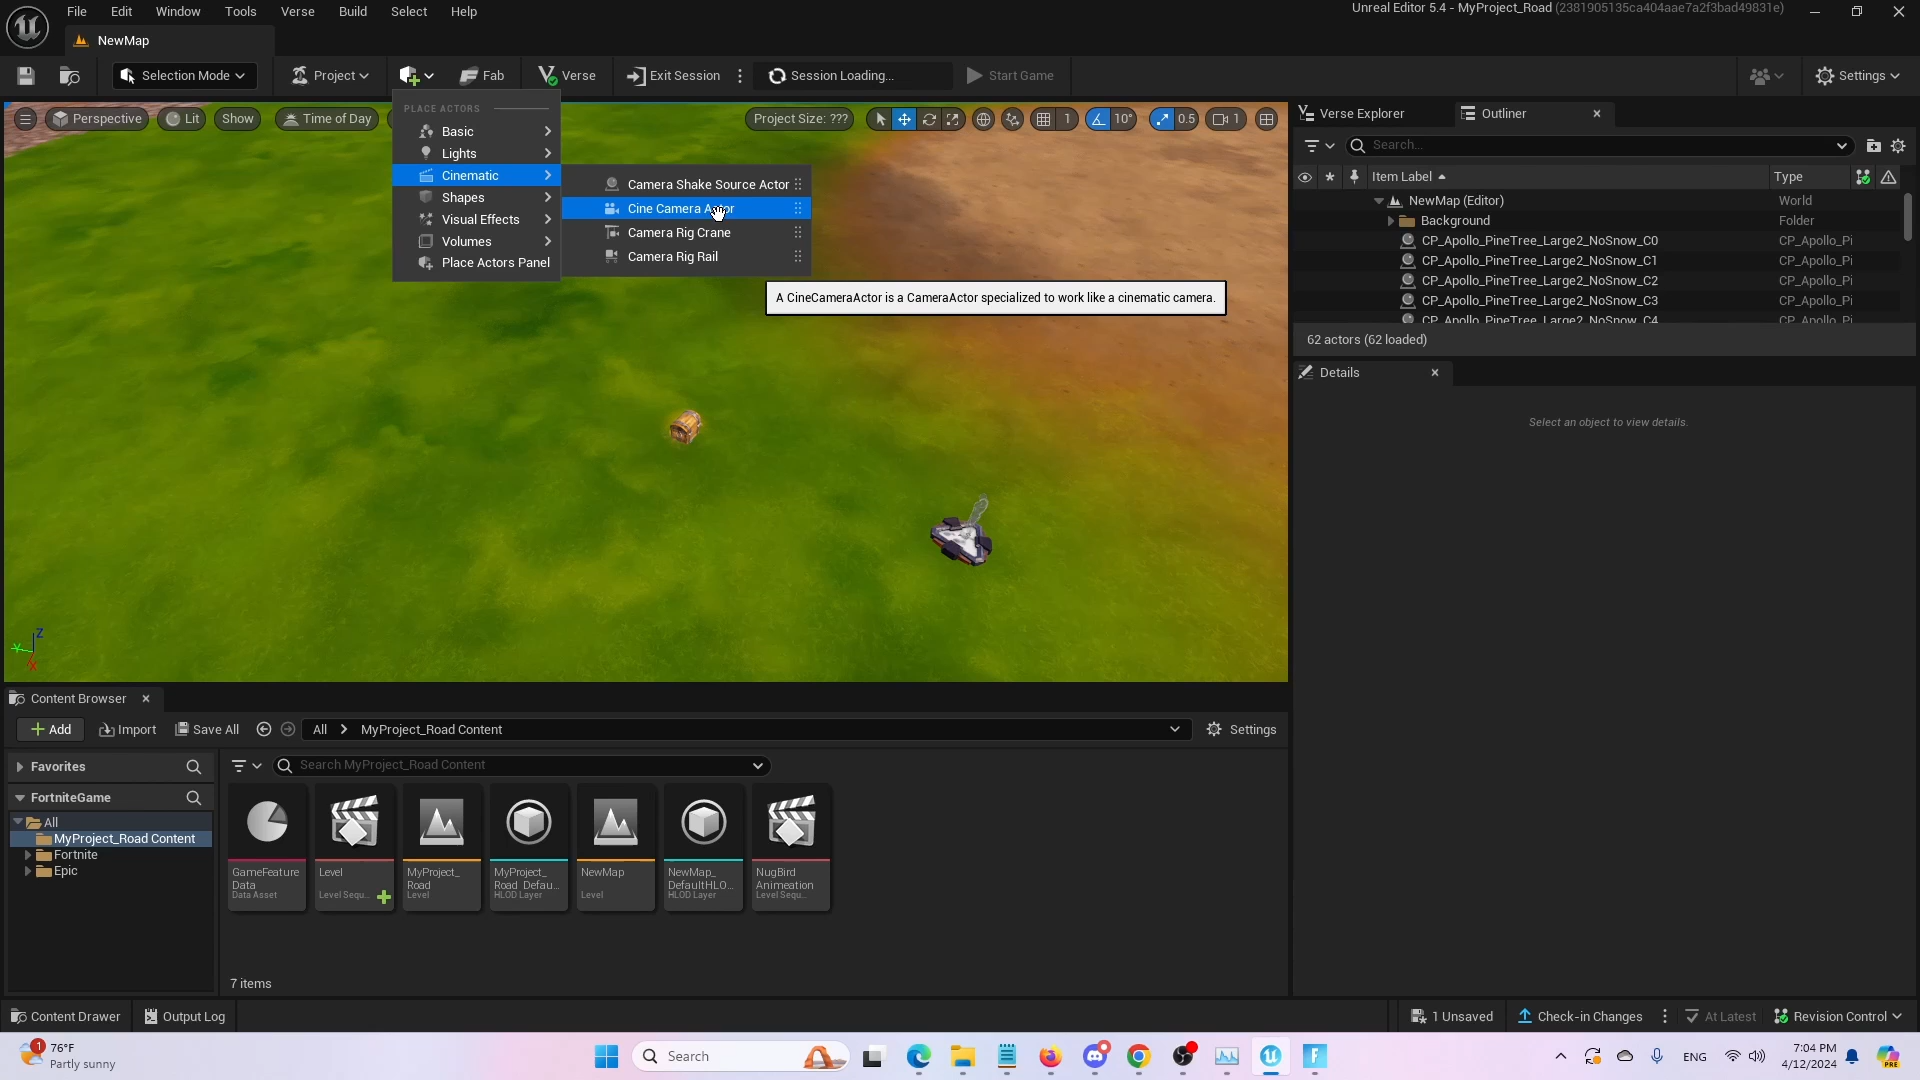 File Edit Window Tools Verse Build Select Help
Unreal Editor 5.4 - MyProject_Road (2381905135ca404aae7a2f3bad49831e)
NewMap
Selection Mode Project Fab Verse Exit Session Session Loading... Start Game Settings
Perspective Lit Show Time of Day Project Size: ??? 1 10° 0.5 1
PLACE ACTORS
Basic
Lights
Cinematic
Shapes
Visual Effects
Volumes
Place Actors Panel
Camera Shake Source Actor
Cine Camera Actor
Camera Rig Crane
Camera Rig Rail
A CineCameraActor is a CameraActor specialized to work like a cinematic camera.
Verse Explorer Outliner
Search...
Item Label Type
NewMap (Editor) World
Background Folder
CP_Apollo_PineTree_Large2_NoSnow_C0 CP_Apollo_Pi
CP_Apollo_PineTree_Large2_NoSnow_C1 CP_Apollo_Pi
CP_Apollo_PineTree_Large2_NoSnow_C2 CP_Apollo_Pi
CP_Apollo_PineTree_Large2_NoSnow_C3 CP_Apollo_Pi
CP_Apollo_PineTree_Large2_NoSnow_C4 CP_Apollo_Pi
62 actors (62 loaded)
Details
Select an object to view details.
Z
Y
X
Content Browser
Add Import Save All All MyProject_Road Content Settings
Favorites
Search MyProject_Road Content
FortniteGame
All
MyProject_Road Content
Fortnite
Epic
GameFeature
Data
Data Asset
Level
Level Sequ...
MyProject_
Road
Level
MyProject_
Road_Defau...
HLOD Layer
NewMap
Level
NewMap_
DefaultHLO...
HLOD Layer
NugBird
Animeation
Level Sequ...
7 items
Content Drawer Output Log 1 Unsaved Check-in Changes At Latest Revision Control
1
76°F
Partly sunny
Search
ENG
7:04 PM
4/12/2024
PRE